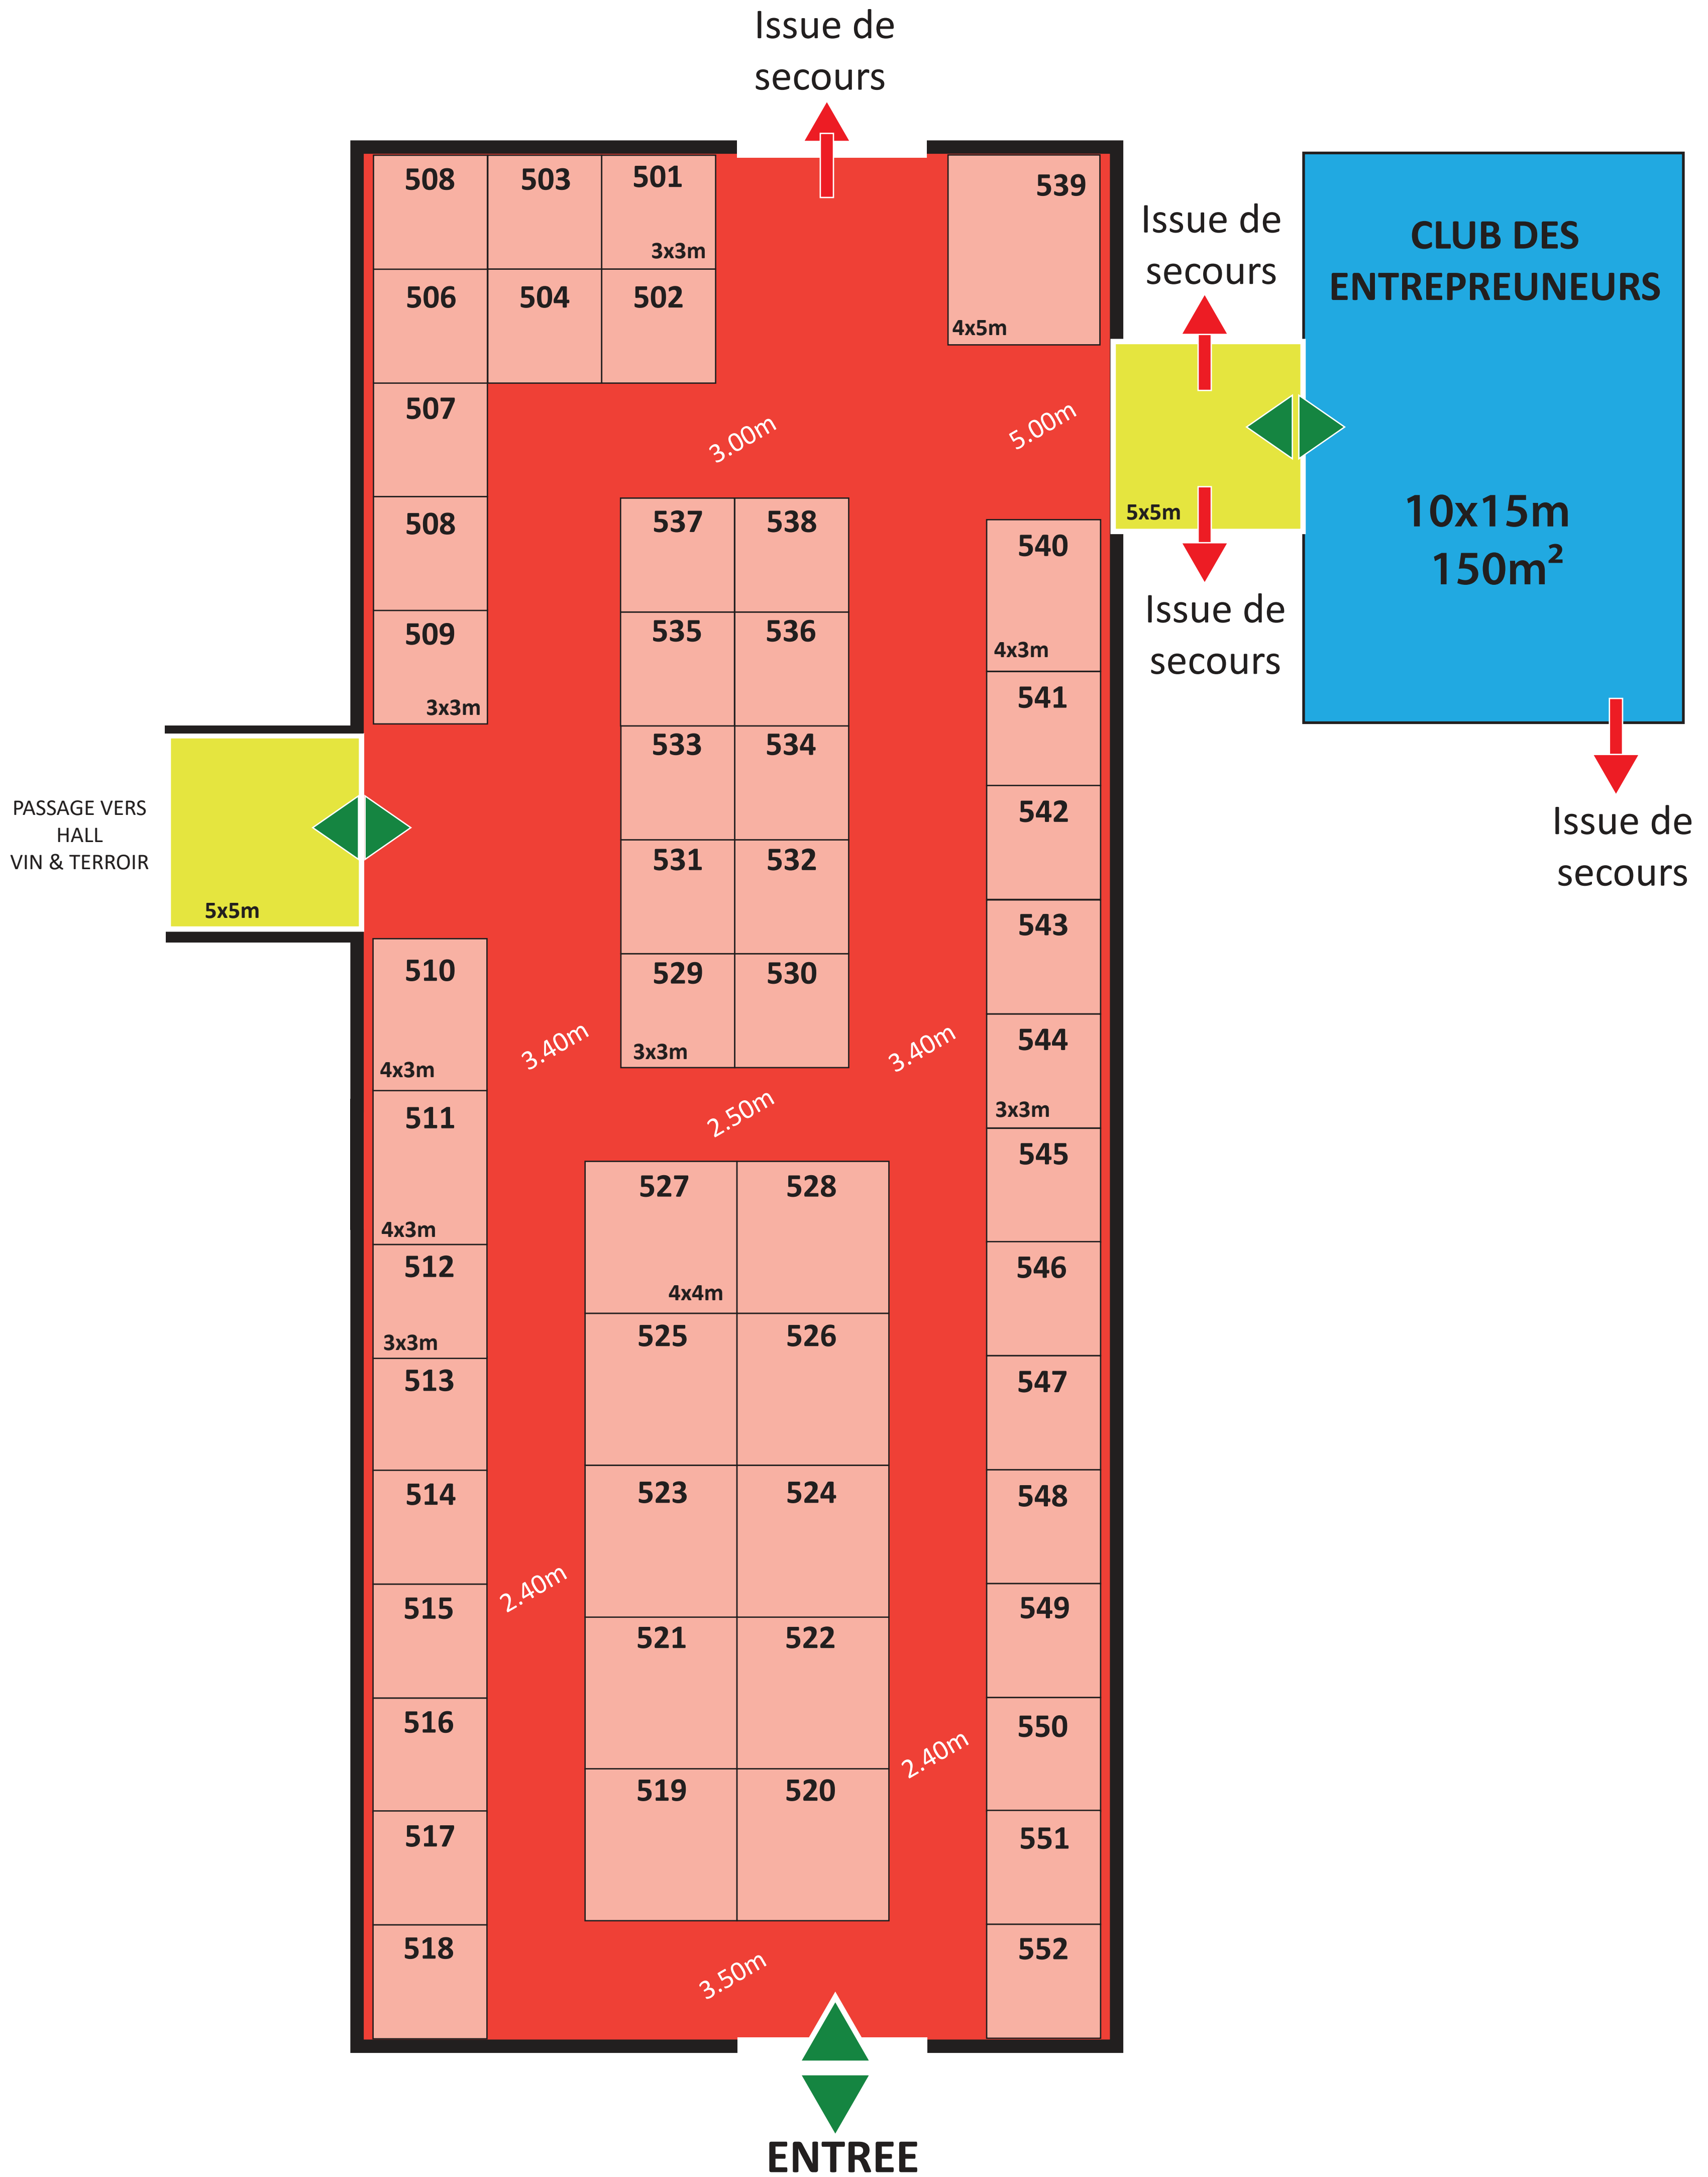 Issue de
secours
508
503
501
3x3m
506
504
502
507
508
509
3x3m
539
4x5m
Issue de
secours
CLUB DES
ENTREPREUNEURS
10x15m
150m²
5x5m
Issue de
secours
Issue de
secours
3.00m
5.00m
537
538
535
536
533
534
531
532
529
530
3x3m
540
4x3m
541
542
543
544
3x3m
545
546
547
548
549
550
551
552
PASSAGE VERS
HALL
VIN & TERROIR
5x5m
510
4x3m
511
4x3m
512
3x3m
513
514
515
516
517
518
3.40m
3.40m
2.50m
527
528
4x4m
525
526
523
524
521
522
519
520
2.40m
2.40m
3.50m
ENTREE